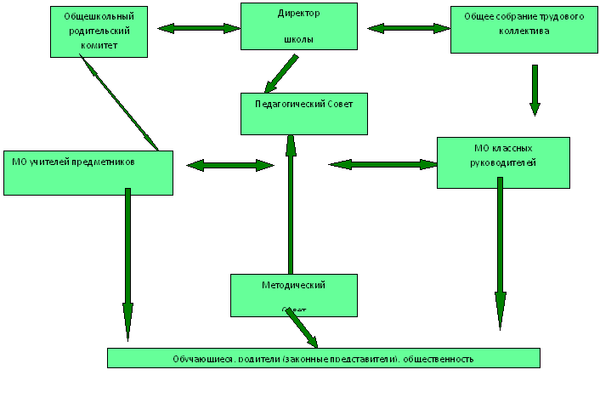 Общешкольный
родительский
комитет
Директор
школы
Общее собрание трудового
коллектива
Педагогический Совет
МО учителей предметников
МО классных
руководителей
Методический
Совет
Обучающиеся, родители (законные представители), общественность